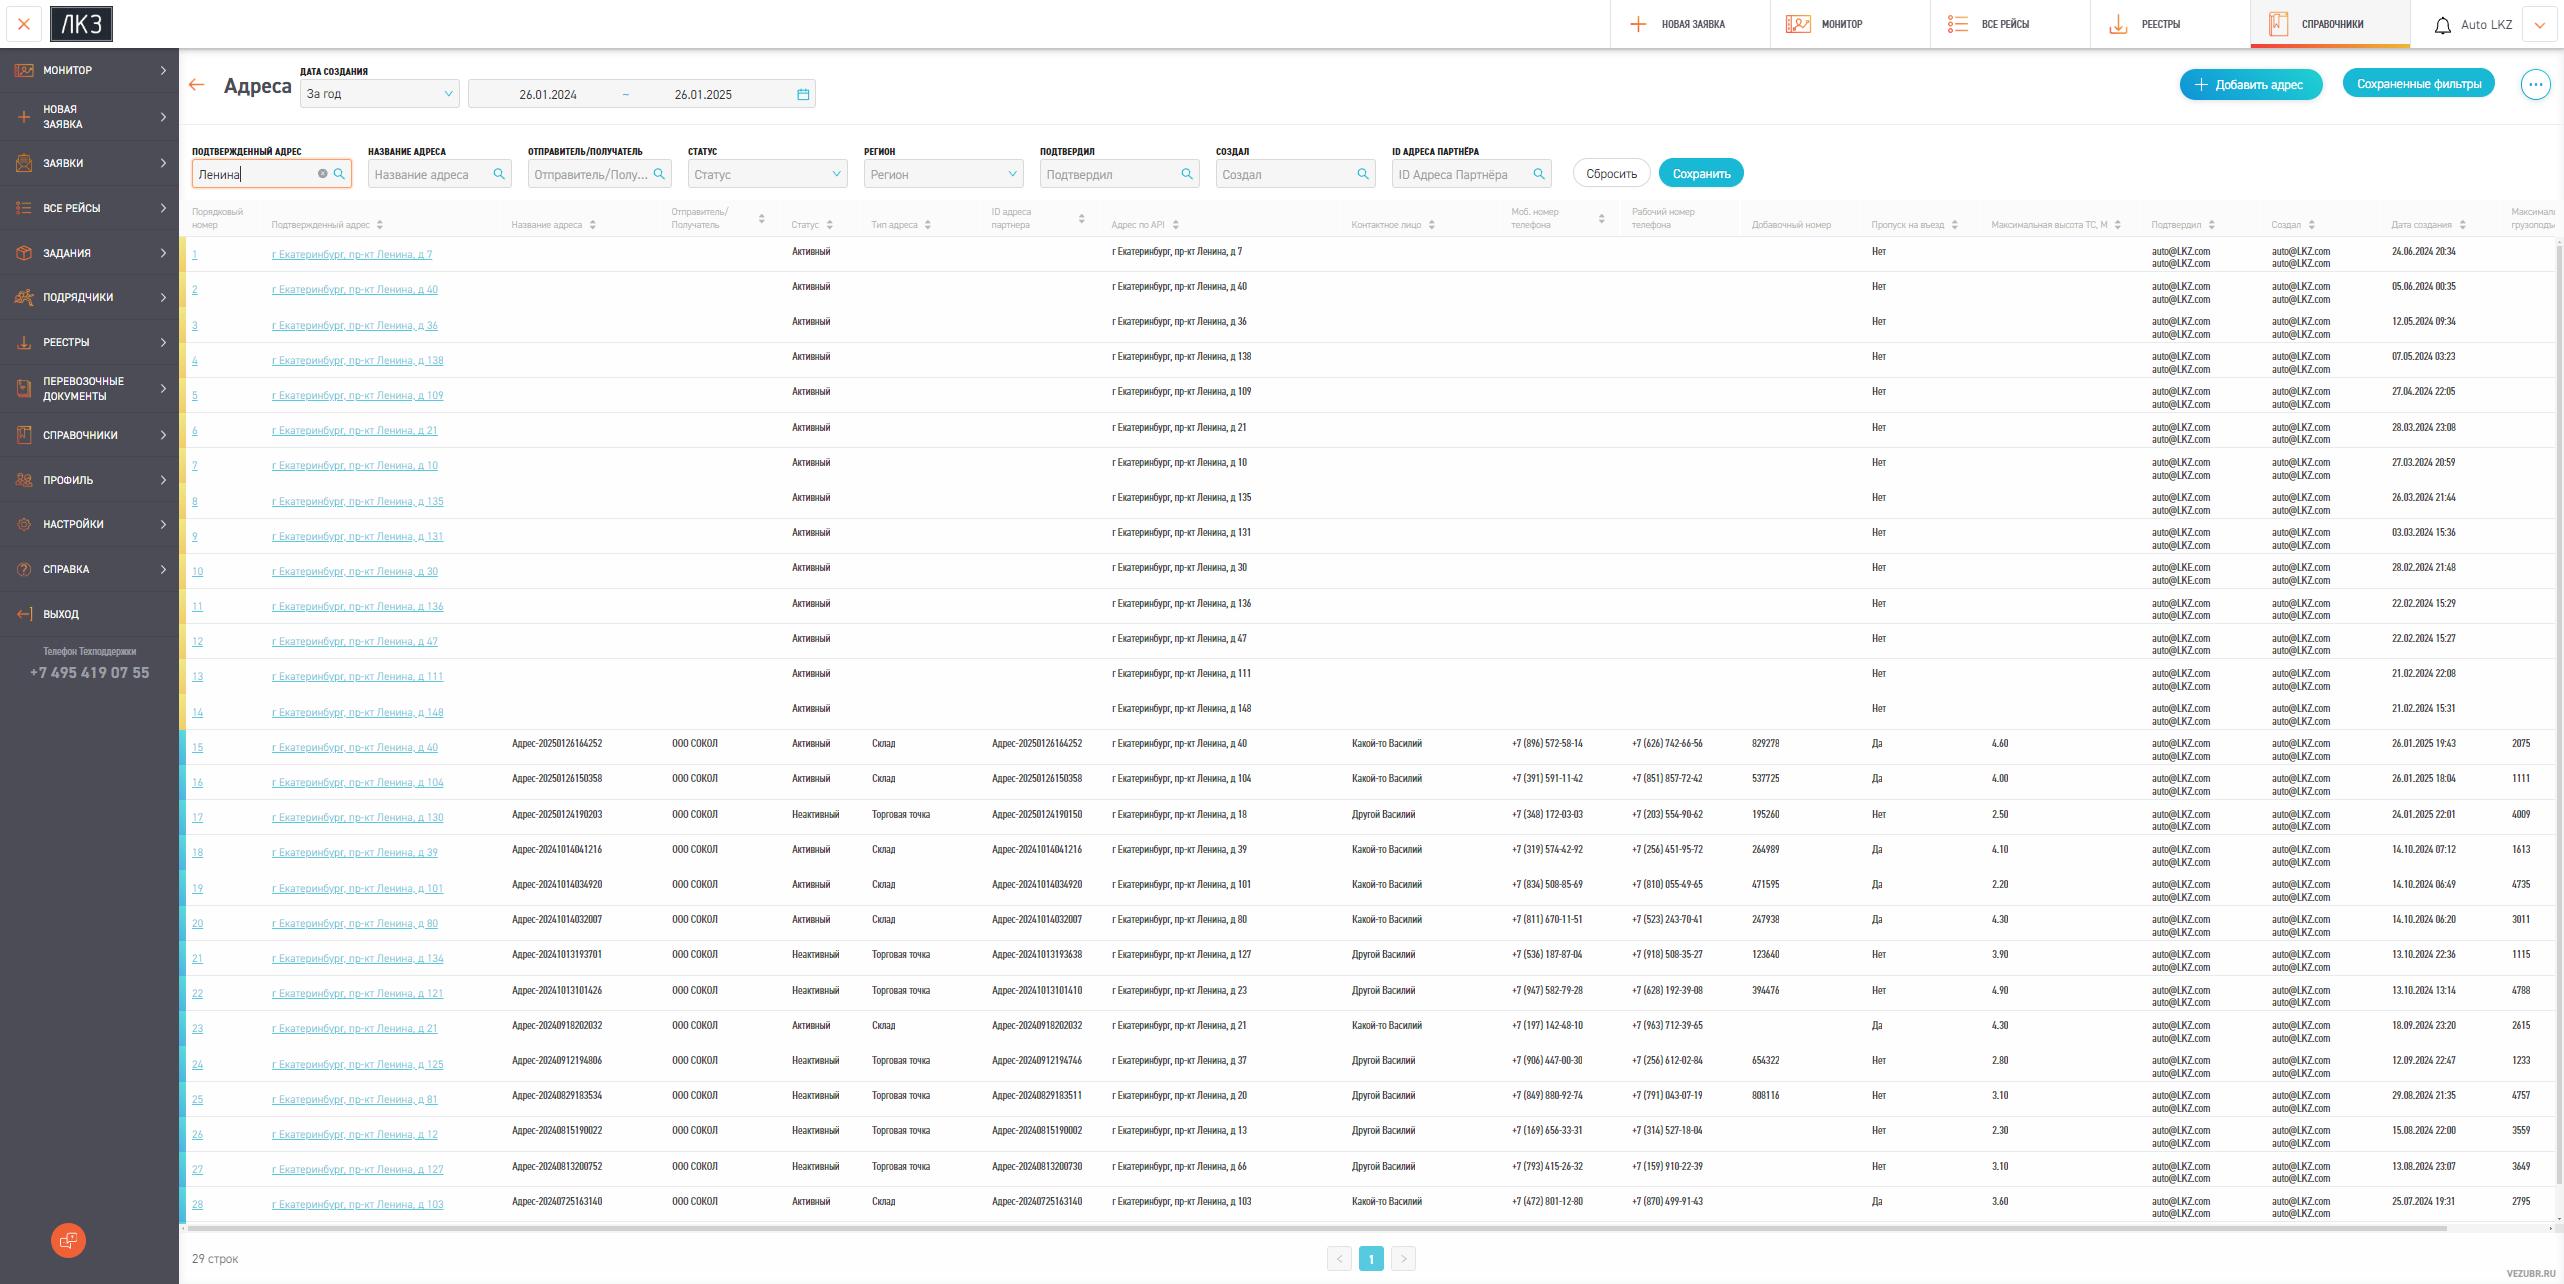 ЛКЗ
НОВАЯ ЗАЯВКА
МОНИТОР
ВСЕ РЕЙСЫ
РЕЕСТРЫ
СПРАВОЧНИКИ
Auto LKZ
МОНИТОР
НОВАЯ
ЗАЯВКА
ЗАЯВКИ
ВСЕ РЕЙСЫ
ЗАДАНИЯ
ПОДРЯДЧИКИ
РЕЕСТРЫ
ПЕРЕВОЗОЧНЫЕ
ДОКУМЕНТЫ
СПРАВОЧНИКИ
ПРОФИЛЬ
НАСТРОЙКИ
СПРАВКА
ВЫХОД
Телефон Техподдержки
+7 495 419 07 55
Адреса
ДАТА СОЗДАНИЯ
За год
26.01.2024 ~ 26.01.2025
Добавить адрес
Сохраненные фильтры
ПОДТВЕРЖДЕННЫЙ АДРЕС НАЗВАНИЕ АДРЕСА ОТПРАВИТЕЛЬ/ПОЛУЧАТЕЛЬ СТАТУС РЕГИОН ПОДТВЕРДИЛ СОЗДАЛ ID АДРЕСА ПАРТНЁРА
Ленина Название адреса Отправитель/Полу... Статус Регион Подтвердил Создал ID Адреса Партнёра Сбросить Сохранить
Порядковый номер Подтвержденный адрес Название адреса Отправитель/Получатель Статус Тип адреса ID адреса партнера Адрес по API Контактное лицо Моб. номер телефона Рабочий номер телефона Добавочный номер Пропуск на въезд Максимальная высота ТС, М Подтвердил Создал Дата создания
1 г Екатеринбург, пр-кт Ленина, д 7 Активный г Екатеринбург, пр-кт Ленина, д 7 Нет auto@LKZ.com auto@LKZ.com 24.06.2024 20:34
auto@LKZ.com auto@LKZ.com
2 г Екатеринбург, пр-кт Ленина, д 40 Активный г Екатеринбург, пр-кт Ленина, д 40 Нет auto@LKZ.com auto@LKZ.com 05.06.2024 00:35
auto@LKZ.com auto@LKZ.com
3 г Екатеринбург, пр-кт Ленина, д 36 Активный г Екатеринбург, пр-кт Ленина, д 36 Нет auto@LKZ.com auto@LKZ.com 12.05.2024 09:34
auto@LKZ.com auto@LKZ.com
4 г Екатеринбург, пр-кт Ленина, д 138 Активный г Екатеринбург, пр-кт Ленина, д 138 Нет auto@LKZ.com auto@LKZ.com 07.05.2024 03:23
auto@LKZ.com auto@LKZ.com
5 г Екатеринбург, пр-кт Ленина, д 109 Активный г Екатеринбург, пр-кт Ленина, д 109 Нет auto@LKZ.com auto@LKZ.com 27.04.2024 22:05
auto@LKZ.com auto@LKZ.com
6 г Екатеринбург, пр-кт Ленина, д 21 Активный г Екатеринбург, пр-кт Ленина, д 21 Нет auto@LKZ.com auto@LKZ.com 28.03.2024 23:08
auto@LKZ.com auto@LKZ.com
7 г Екатеринбург, пр-кт Ленина, д 10 Активный г Екатеринбург, пр-кт Ленина, д 10 Нет auto@LKZ.com auto@LKZ.com 27.03.2024 20:59
auto@LKZ.com auto@LKZ.com
8 г Екатеринбург, пр-кт Ленина, д 135 Активный г Екатеринбург, пр-кт Ленина, д 135 Нет auto@LKZ.com auto@LKZ.com 26.03.2024 21:44
auto@LKZ.com auto@LKZ.com
9 г Екатеринбург, пр-кт Ленина, д 131 Активный г Екатеринбург, пр-кт Ленина, д 131 Нет auto@LKZ.com auto@LKZ.com 03.03.2024 15:36
auto@LKZ.com auto@LKZ.com
10 г Екатеринбург, пр-кт Ленина, д 30 Активный г Екатеринбург, пр-кт Ленина, д 30 Нет auto@LKE.com auto@LKZ.com 28.02.2024 21:48
auto@LKE.com auto@LKZ.com
11 г Екатеринбург, пр-кт Ленина, д 136 Активный г Екатеринбург, пр-кт Ленина, д 136 Нет auto@LKZ.com auto@LKZ.com 22.02.2024 15:29
auto@LKZ.com auto@LKZ.com
12 г Екатеринбург, пр-кт Ленина, д 47 Активный г Екатеринбург, пр-кт Ленина, д 47 Нет auto@LKZ.com auto@LKZ.com 22.02.2024 15:27
auto@LKZ.com auto@LKZ.com
13 г Екатеринбург, пр-кт Ленина, д 111 Активный г Екатеринбург, пр-кт Ленина, д 111 Нет auto@LKZ.com auto@LKZ.com 21.02.2024 22:08
auto@LKZ.com auto@LKZ.com
14 г Екатеринбург, пр-кт Ленина, д 148 Активный г Екатеринбург, пр-кт Ленина, д 148 Нет auto@LKZ.com auto@LKZ.com 21.02.2024 15:31
auto@LKZ.com auto@LKZ.com
15 г Екатеринбург, пр-кт Ленина, д 40 Адрес-20250126164252 ООО СОКОЛ Активный Склад Адрес-20250126164252 г Екатеринбург, пр-кт Ленина, д 40 Какой-то Василий +7 (896) 572-58-14 +7 (626) 742-66-56 829278 Да 4.60 auto@LKZ.com auto@LKZ.com 26.01.2025 19:43 2075
auto@LKZ.com auto@LKZ.com
16 г Екатеринбург, пр-кт Ленина, д 104 Адрес-20250126150358 ООО СОКОЛ Активный Склад Адрес-20250126150358 г Екатеринбург, пр-кт Ленина, д 104 Какой-то Василий +7 (391) 591-11-42 +7 (851) 857-72-42 537725 Да 4.00 auto@LKZ.com auto@LKZ.com 26.01.2025 18:04 1111
auto@LKZ.com auto@LKZ.com
17 г Екатеринбург, пр-кт Ленина, д 130 Адрес-20250124190203 ООО СОКОЛ Неактивный Торговая точка Адрес-20250124190150 г Екатеринбург, пр-кт Ленина, д 18 Другой Василий +7 (348) 172-03-03 +7 (203) 554-90-62 195260 Нет 2.50 auto@LKZ.com auto@LKZ.com 24.01.2025 22:01 4009
auto@LKZ.com auto@LKZ.com
18 г Екатеринбург, пр-кт Ленина, д 39 Адрес-20241014041216 ООО СОКОЛ Активный Склад Адрес-20241014041216 г Екатеринбург, пр-кт Ленина, д 39 Какой-то Василий +7 (319) 574-42-92 +7 (256) 451-95-72 264989 Да 4.10 auto@LKZ.com auto@LKZ.com 14.10.2024 07:12 1613
auto@LKZ.com auto@LKZ.com
19 г Екатеринбург, пр-кт Ленина, д 101 Адрес-20241014034920 ООО СОКОЛ Активный Склад Адрес-20241014034920 г Екатеринбург, пр-кт Ленина, д 101 Какой-то Василий +7 (834) 508-85-69 +7 (810) 055-49-65 471595 Да 2.20 auto@LKZ.com auto@LKZ.com 14.10.2024 06:49 4735
auto@LKZ.com auto@LKZ.com
20 г Екатеринбург, пр-кт Ленина, д 80 Адрес-20241014032007 ООО СОКОЛ Активный Склад Адрес-20241014032007 г Екатеринбург, пр-кт Ленина, д 80 Какой-то Василий +7 (811) 670-11-51 +7 (523) 243-70-41 247938 Да 4.30 auto@LKZ.com auto@LKZ.com 14.10.2024 06:20 3011
auto@LKZ.com auto@LKZ.com
21 г Екатеринбург, пр-кт Ленина, д 134 Адрес-20241013193701 ООО СОКОЛ Неактивный Торговая точка Адрес-20241013193638 г Екатеринбург, пр-кт Ленина, д 127 Другой Василий +7 (536) 187-87-04 +7 (918) 508-35-27 123640 Нет 3.90 auto@LKZ.com auto@LKZ.com 13.10.2024 22:36 1115
auto@LKZ.com auto@LKZ.com
22 г Екатеринбург, пр-кт Ленина, д 121 Адрес-20241013101426 ООО СОКОЛ Неактивный Торговая точка Адрес-20241013101410 г Екатеринбург, пр-кт Ленина, д 23 Другой Василий +7 (947) 582-79-28 +7 (628) 192-39-08 394476 Нет 4.90 auto@LKZ.com auto@LKZ.com 13.10.2024 13:14 4788
auto@LKZ.com auto@LKZ.com
23 г Екатеринбург, пр-кт Ленина, д 21 Адрес-20240918202032 ООО СОКОЛ Активный Склад Адрес-20240918202032 г Екатеринбург, пр-кт Ленина, д 21 Какой-то Василий +7 (197) 142-48-10 +7 (963) 712-39-65 Да 4.30 auto@LKZ.com auto@LKZ.com 18.09.2024 23:20 2615
auto@LKZ.com auto@LKZ.com
24 г Екатеринбург, пр-кт Ленина, д 125 Адрес-20240912194806 ООО СОКОЛ Неактивный Торговая точка Адрес-20240912194746 г Екатеринбург, пр-кт Ленина, д 37 Другой Василий +7 (906) 447-00-30 +7 (256) 612-02-84 654322 Нет 2.80 auto@LKZ.com auto@LKZ.com 12.09.2024 22:47 1233
auto@LKZ.com auto@LKZ.com
25 г Екатеринбург, пр-кт Ленина, д 81 Адрес-20240829183534 ООО СОКОЛ Неактивный Торговая точка Адрес-20240829183511 г Екатеринбург, пр-кт Ленина, д 20 Другой Василий +7 (849) 880-92-74 +7 (791) 043-07-19 808116 Нет 3.10 auto@LKZ.com auto@LKZ.com 29.08.2024 21:35 4757
auto@LKZ.com auto@LKZ.com
26 г Екатеринбург, пр-кт Ленина, д 12 Адрес-20240815190022 ООО СОКОЛ Неактивный Торговая точка Адрес-20240815190002 г Екатеринбург, пр-кт Ленина, д 13 Другой Василий +7 (169) 656-33-31 +7 (314) 527-18-04 Нет 2.30 auto@LKZ.com auto@LKZ.com 15.08.2024 22:00 3559
auto@LKZ.com auto@LKZ.com
27 г Екатеринбург, пр-кт Ленина, д 127 Адрес-20240813200752 ООО СОКОЛ Неактивный Торговая точка Адрес-20240813200730 г Екатеринбург, пр-кт Ленина, д 66 Другой Василий +7 (793) 415-26-32 +7 (159) 910-22-39 Нет 3.10 auto@LKZ.com auto@LKZ.com 13.08.2024 23:07 3649
auto@LKZ.com auto@LKZ.com
28 г Екатеринбург, пр-кт Ленина, д 103 Адрес-20240725163140 ООО СОКОЛ Активный Склад Адрес-20240725163140 г Екатеринбург, пр-кт Ленина, д 103 Какой-то Василий +7 (472) 801-12-80 +7 (870) 499-91-43 Да 3.60 auto@LKZ.com auto@LKZ.com 25.07.2024 19:31 2795
auto@LKZ.com auto@LKZ.com
29 строк
1
VEZUBR.RU